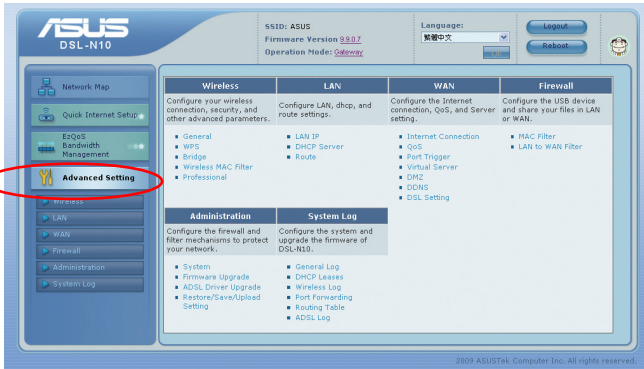 ASUS
DSL-N10
SSID: ASUS
Firmware Version 9.9.0.7
Operation Mode: Gateway
Language:
繁體中文
Logout
Reboot
Network Map
Quick Internet Setup
EzQoS
Bandwidth
Management
Advanced Setting
Wireless
LAN
WAN
Firewall
Administration
System Log
Wireless
Configure your wireless
connection, security, and
other advanced parameters.
General
WPS
Bridge
Wireless MAC Filter
Professional
LAN
Configure LAN, dhcp, and
route settings.
LAN IP
DHCP Server
Route
WAN
Configure the Internet
connection, QoS, and Server
setting.
Internet Connection
QoS
Port Trigger
Virtual Server
DMZ
DDNS
DSL Setting
Firewall
Configure the USB device
and share your files in LAN
or WAN.
MAC Filter
LAN to WAN Filter
Administration
Configure the firewall and
filter mechanisms to protect
your network.
System
Firmware Upgrade
ADSL Driver Upgrade
Restore/Save/Upload
Setting
System Log
Configure the system and
upgrade the firmware of
DSL-N10.
General Log
DHCP Leases
Wireless Log
Port Forwarding
Routing Table
ADSL Log
2009 ASUSTek Computer Inc. All rights reserved.